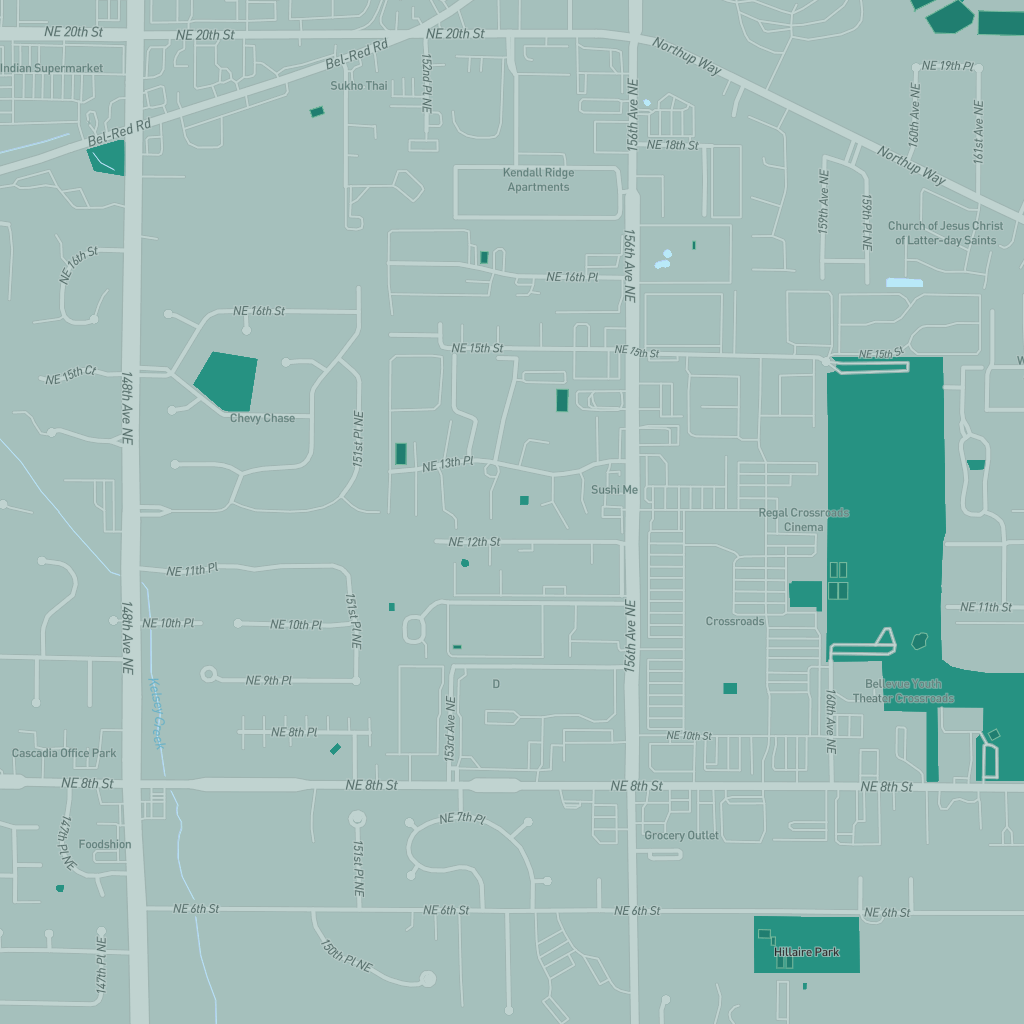 NE 20th St
NE 20th St
Bel-Red Rd
NE 20th St
Northup Way
Indian Supermarket
Sukho Thai
152nd Pl NE
156th Ave NE
NE 19th Pl
160th Ave NE
161st Ave NE
Bel-Red Rd
NE 18th St
Northup Way
Kendall Ridge
Apartments
159th Ave NE
159th Pl NE
Church of Jesus Christ
of Latter-day Saints
NE 16th St
156th Ave NE
NE 16th Pl
NE 16th St
NE 15th St
NE 15th St
NE 15th St
NE 15th Ct
148th Ave NE
Chevy Chase
151st Pl NE
NE 13th Pl
Sushi Me
Regal Crossroads
Cinema
NE 12th St
NE 11th Pl
148th Ave NE
NE 10th Pl
NE 10th Pl
151st Pl NE
156th Ave NE
Crossroads
NE 11th St
NE 9th Pl
D
Kelsey Creek
153rd Ave NE
160th Ave NE
Bellevue Youth
Theater Crossroads
NE 8th Pl
NE 10th St
Cascadia Office Park
NE 8th St
NE 8th St
NE 8th St
NE 8th St
147th Pl NE
Foodshion
NE 7th Pl
Grocery Outlet
151st Pl NE
NE 6th St
NE 6th St
NE 6th St
NE 6th St
147th Pl NE
150th Pl NE
Hillaire Park